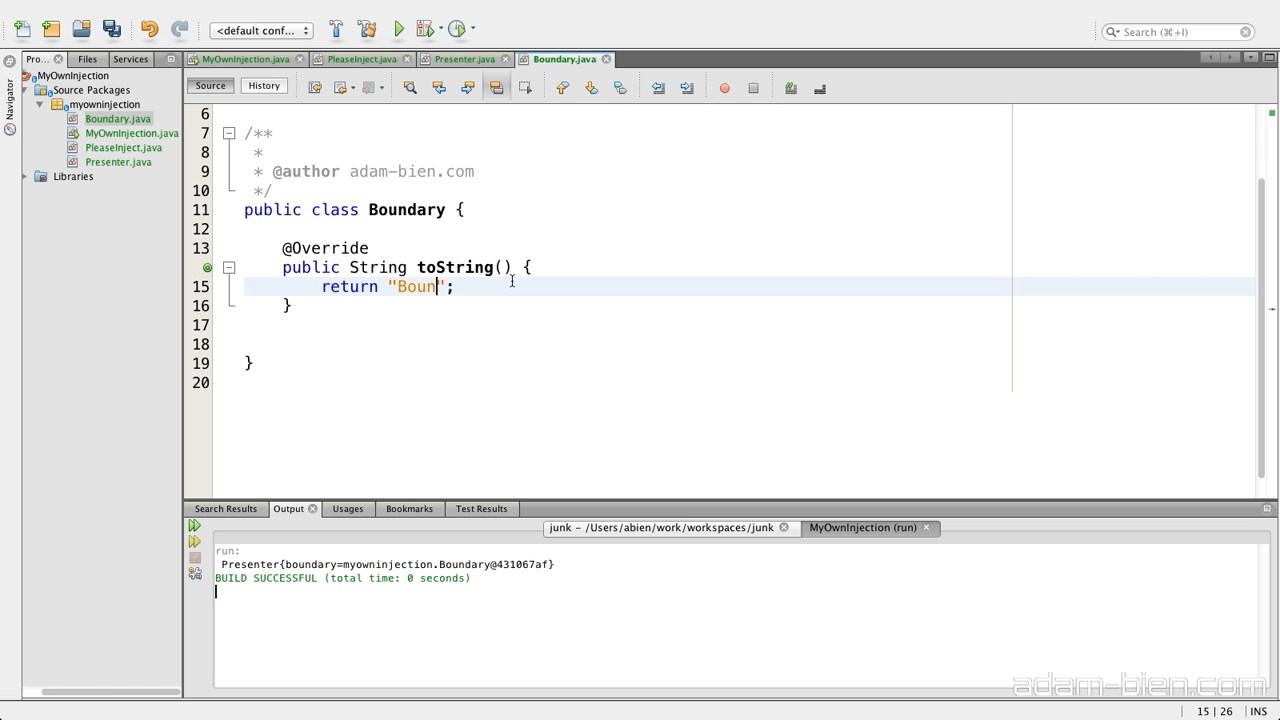 <default conf...
Search (⌘+I)
Pro...
Files
Services
MyOwnInjection.java
PleaseInject.java
Presenter.java
Boundary.java
Navigator
MyOwnInjection
Source Packages
myowninjection
Boundary.java
MyOwnInjection.java
PleaseInject.java
Presenter.java
Libraries
Source
History
6
7 /**
8 *
9 * @author adam-bien.com
10 */
11 public class Boundary {
12
13 @Override
public String toString() {
15 return "Boun";
16 }
17
18
19 }
20
Search Results
Output
Usages
Bookmarks
Test Results
junk - /Users/abien/work/workspaces/junk
MyOwnInjection (run)
run:
Presenter{boundary=myowninjection.Boundary@431067af}
BUILD SUCCESSFUL (total time: 0 seconds)
adam-bien.com
15 | 26
INS